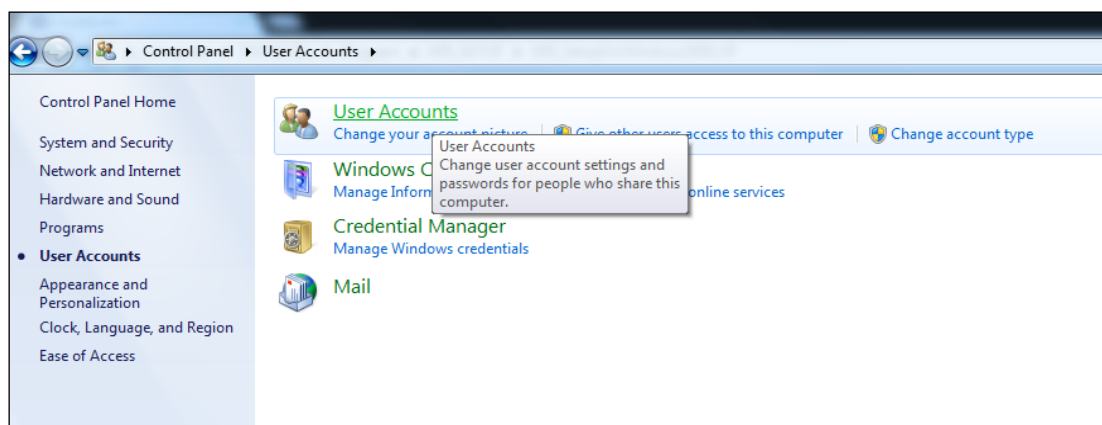 Control Panel
User Accounts
Control Panel Home
System and Security
Network and Internet
Hardware and Sound
Programs
User Accounts
Appearance and
Personalization
Clock, Language, and Region
Ease of Access
User Accounts
Change your account picture
Give other users access to this computer
Change account type
User Accounts
Change user account settings and
passwords for people who share this
computer.
Windows C
Manage Inform
online services
Credential Manager
Manage Windows credentials
Mail